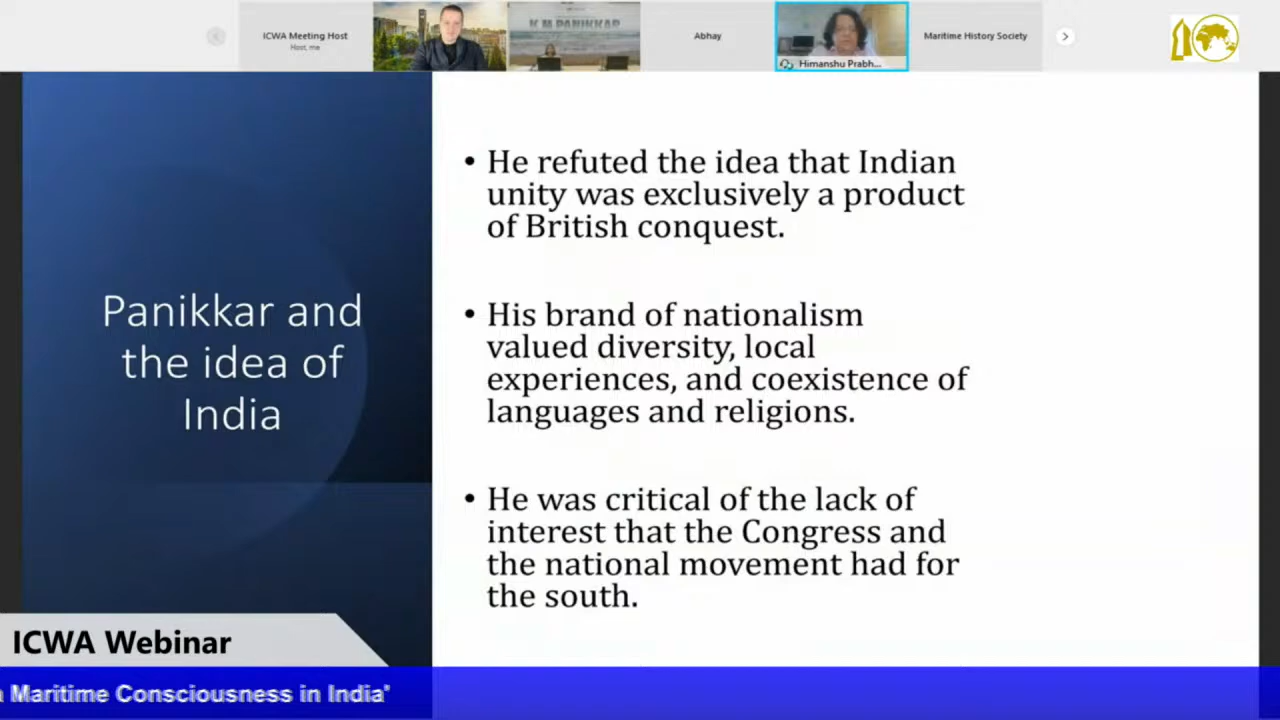 ICWA Meeting Host
Host, me
K M PANIKKAR
Abhay
Himanshu Prabh...
Maritime History Society
Panikkar and
the idea of
India
• He refuted the idea that Indian
unity was exclusively a product
of British conquest.
• His brand of nationalism
valued diversity, local
experiences, and coexistence of
languages and religions.
• He was critical of the lack of
interest that the Congress and
the national movement had for
the south.
ICWA Webinar
Maritime Consciousness in India'